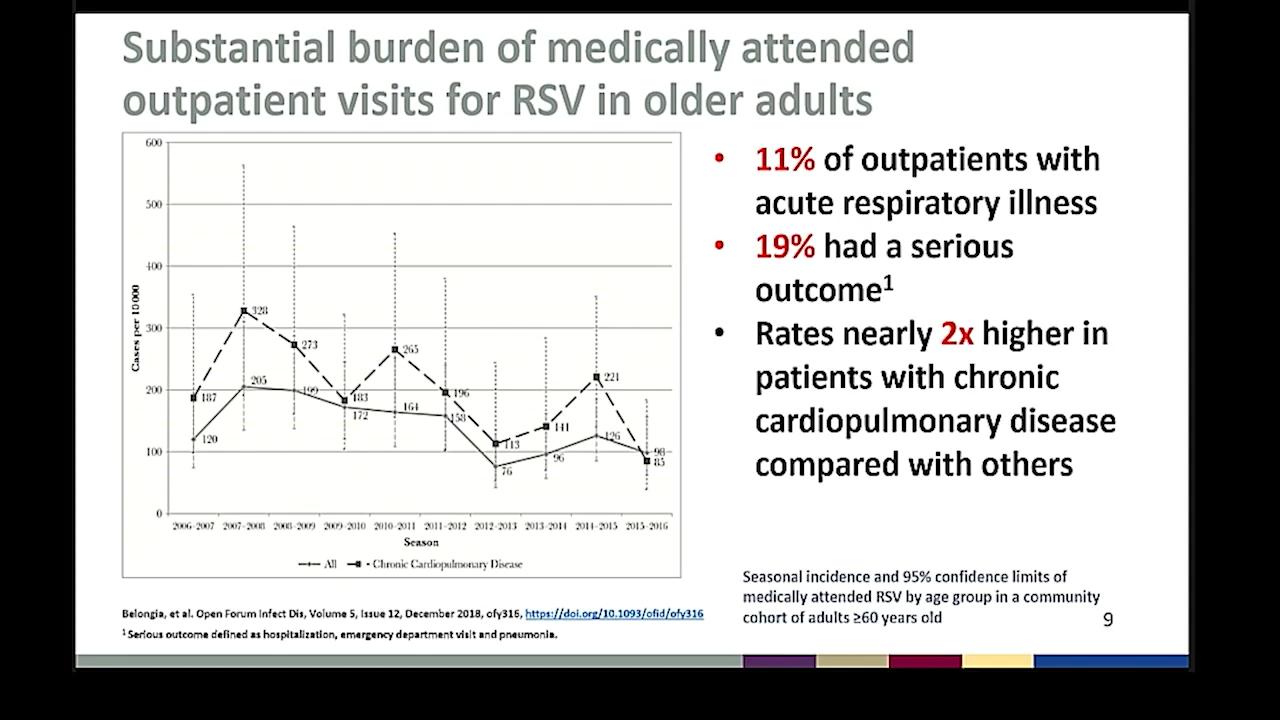 Substantial burden of medically attended
outpatient visits for RSV in older adults
600
500
400
300
200
100
0
Cases per 10 000
328
273
265
187
205
199
183
172
164
196
158
221
120
113
141
126
76
96
98
85
2006–2007 2007–2008 2008–2009 2009–2010 2010–2011 2011–2012 2012–2013 2013–2014 2014–2015 2015–2016
Season
All Chronic Cardiopulmonary Disease
• 11% of outpatients with
acute respiratory illness
• 19% had a serious
outcome¹
• Rates nearly 2x higher in
patients with chronic
cardiopulmonary disease
compared with others
Seasonal incidence and 95% confidence limits of
medically attended RSV by age group in a community
cohort of adults ≥60 years old
9
Belongia, et al. Open Forum Infect Dis, Volume 5, Issue 12, December 2018, ofy316, https://doi.org/10.1093/ofid/ofy316
¹ Serious outcome defined as hospitalization, emergency department visit and pneumonia.